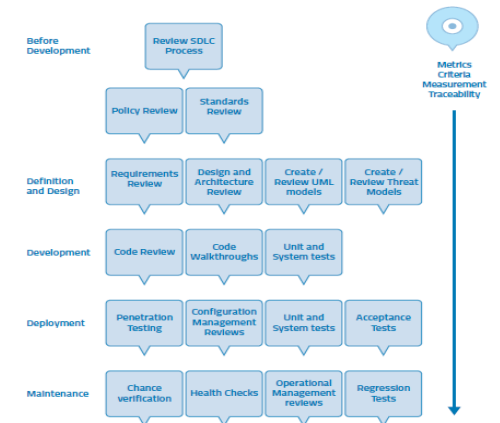 Before
Development
Review SDLC
Process
Metrics
Criteria
Measurement
Traceability
Policy Review
Standards
Review
Definition
and Design
Requirements
Review
Design and
Architecture
Review
Create /
Review UML
models
Create /
Review Threat
Models
Development
Code Review
Code
Walkthroughs
Unit and
System tests
Deployment
Penetration
Testing
Configuration
Management
Reviews
Unit and
System tests
Acceptance
Tests
Maintenance
Chance
verification
Health Checks
Operational
Management
reviews
Regression
Tests